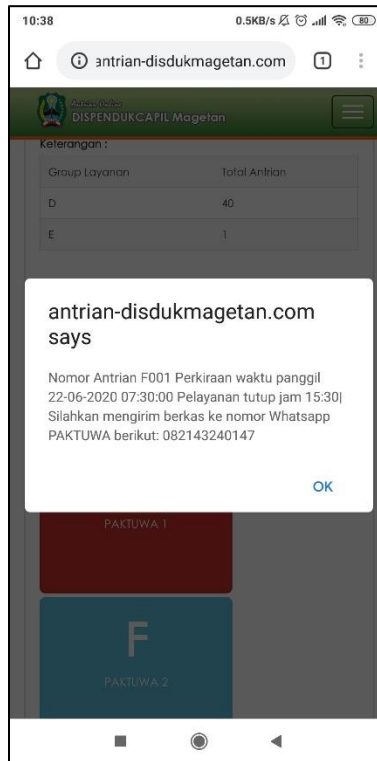 10:38
0.5KB/s
80
antrian-disdukmagetan.com
1
Antrian Online
DISPENDUKCAPIL Magetan
Keterangan :
Group Layanan Total Antrian
D 40
E 1
antrian-disdukmagetan.com
says
Nomor Antrian F001 Perkiraan waktu panggil
22-06-2020 07:30:00 Pelayanan tutup jam 15:30|
Silahkan mengirim berkas ke nomor Whatsapp
PAKTUWA berikut: 082143240147
OK
PAKTUWA 1
F
PAKTUWA 2